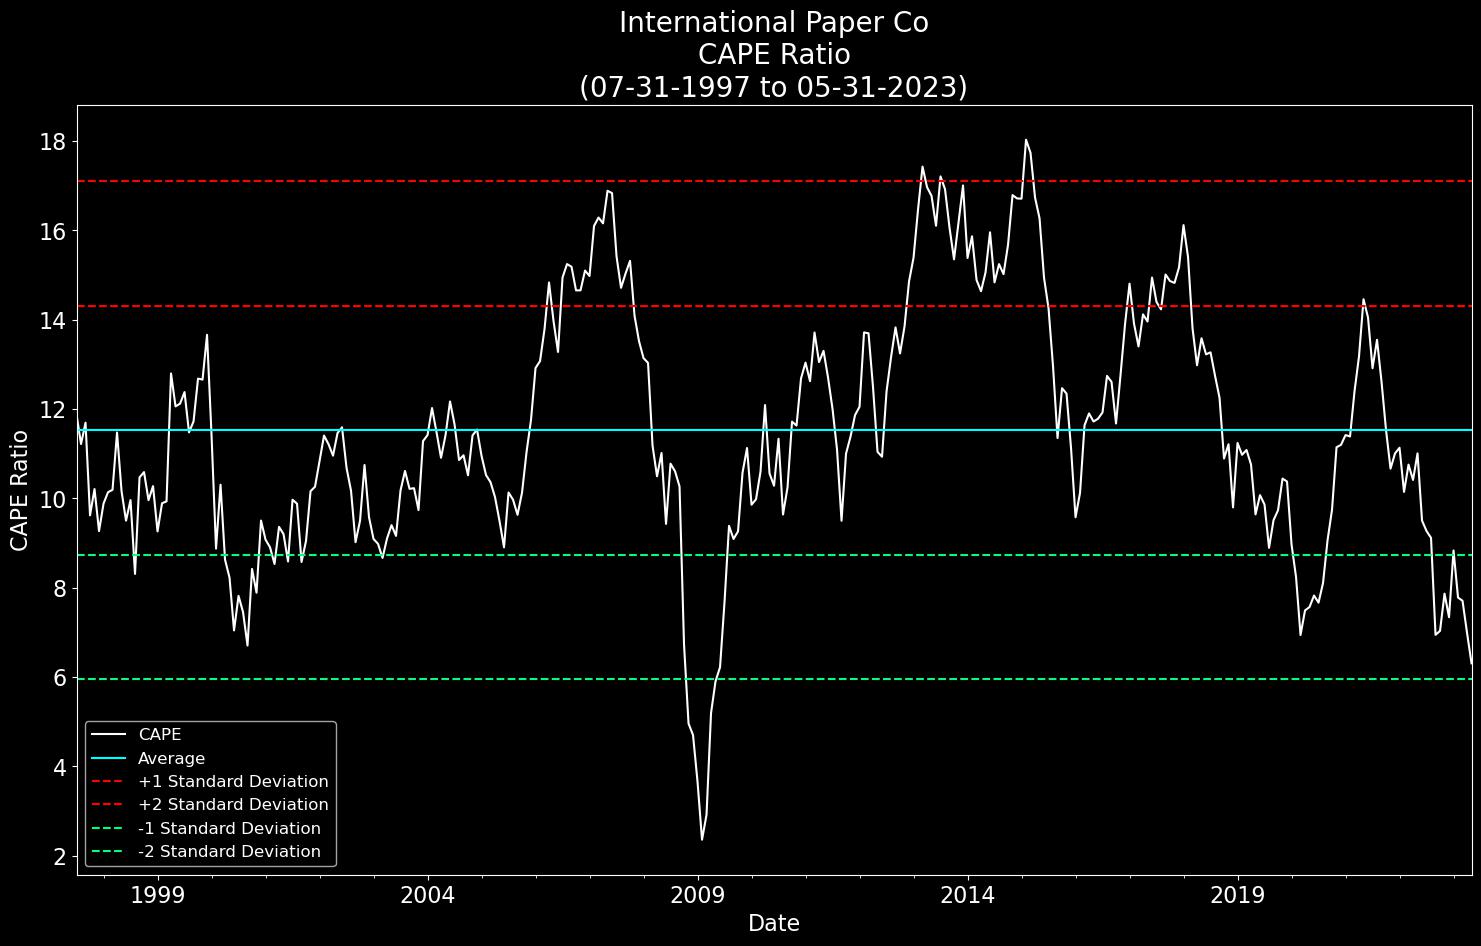 International Paper Co
CAPE Ratio
(07-31-1997 to 05-31-2023)
CAPE Ratio
18
16
14
12
10
8
6
4
2
CAPE
Average
+1 Standard Deviation
+2 Standard Deviation
-1 Standard Deviation
-2 Standard Deviation
1999 2004 2009 2014 2019
Date